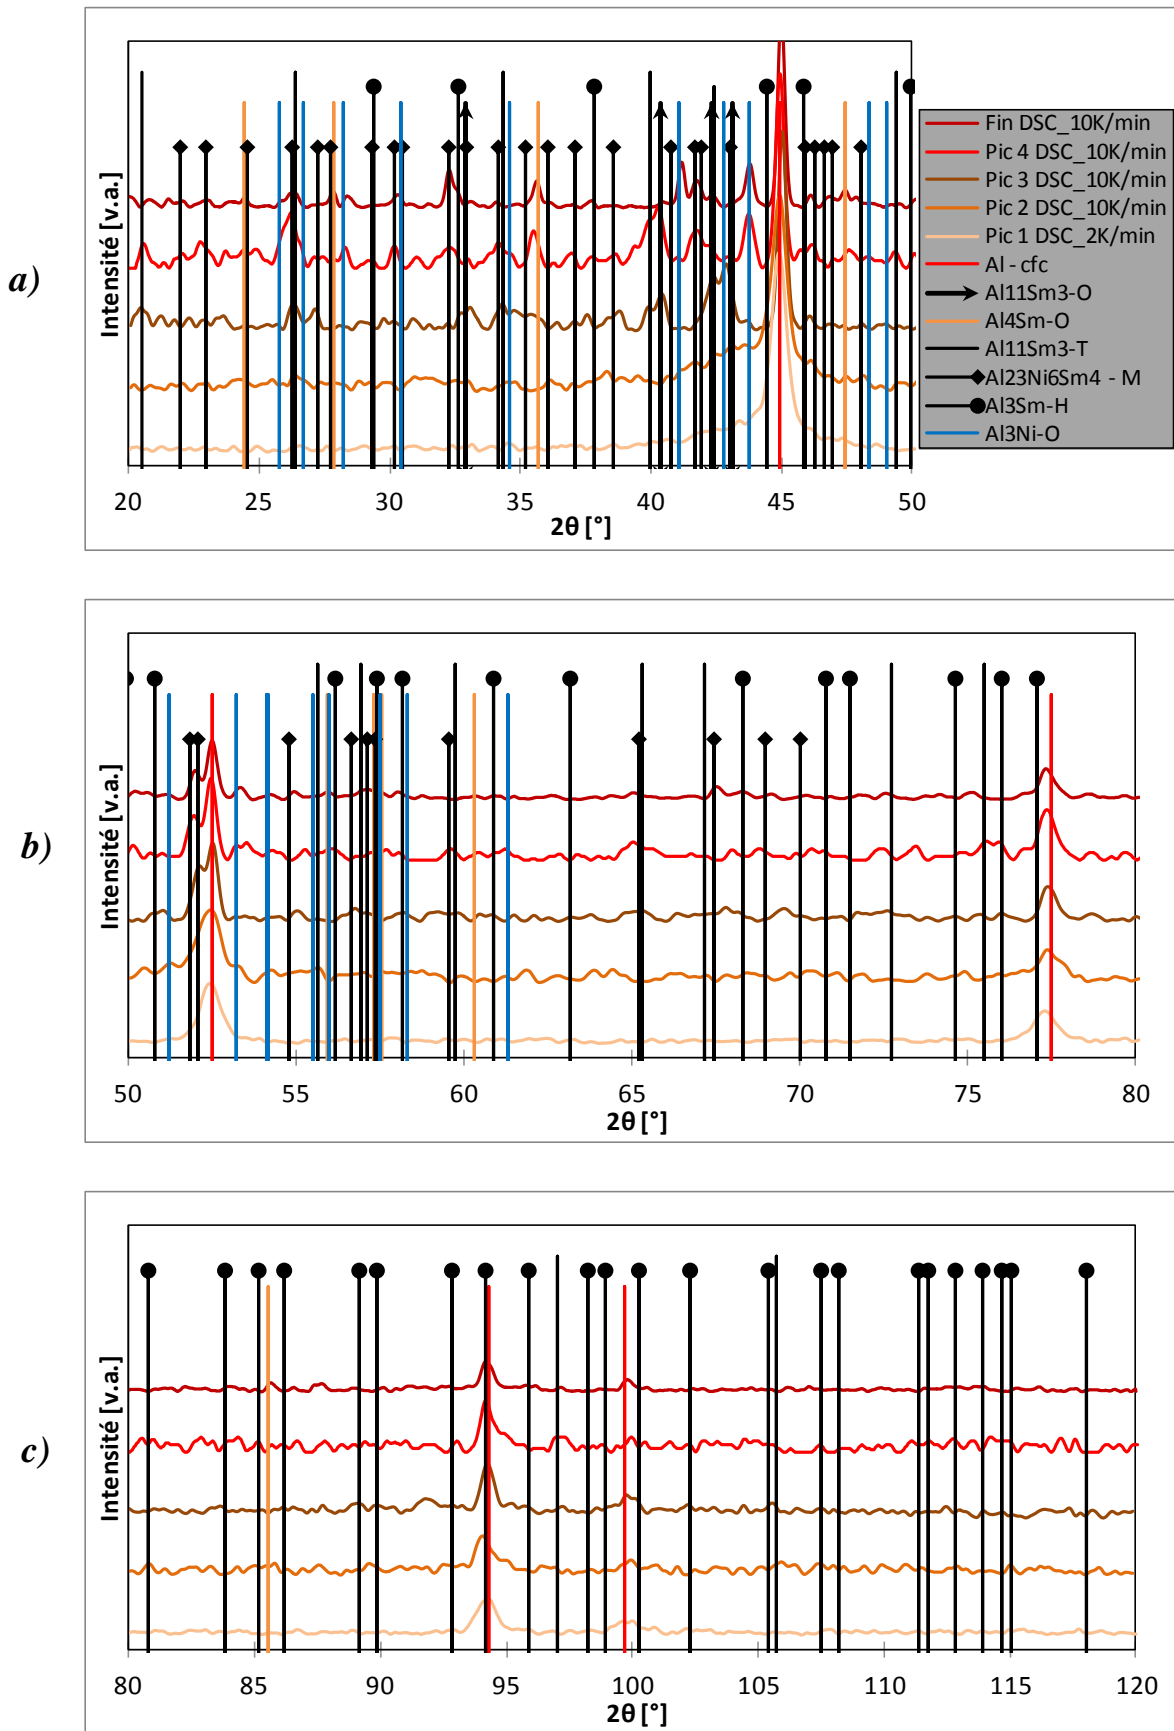 a)
Intensité [v.a.]
20 25 30 35 40 45 50
2θ [°]
Fin DSC_10K/min
Pic 4 DSC_10K/min
Pic 3 DSC_10K/min
Pic 2 DSC_10K/min
Pic 1 DSC_2K/min
Al - cfc
Al11Sm3-O
Al4Sm-O
Al11Sm3-T
Al23Ni6Sm4 - M
Al3Sm-H
Al3Ni-O
b)
Intensité [v.a.]
50 55 60 65 70 75 80
2θ [°]
c)
Intensité [v.a.]
80 85 90 95 100 105 110 115 120
2θ [°]